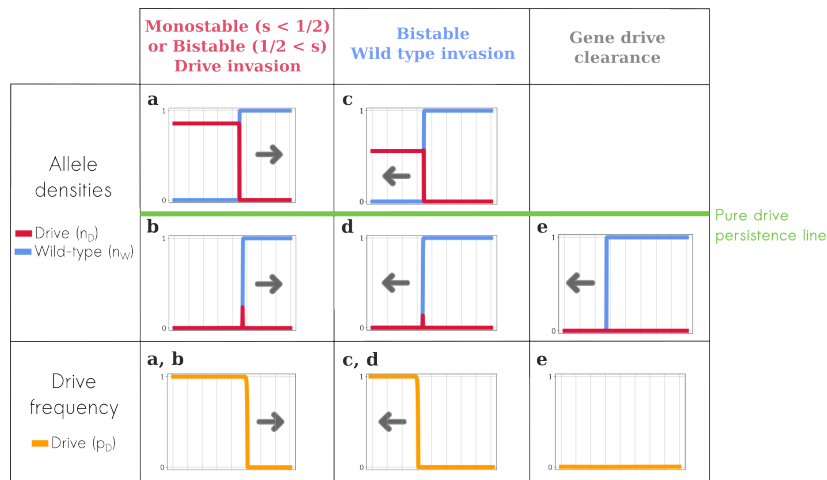 Monostable (s < 1/2)
or Bistable (1/2 < s)
Drive invasion
Bistable
Wild type invasion
Gene drive
clearance
Allele
densities
Drive (n_D)
Wild-type (n_W)
a
1
0
c
1
0
Pure drive
persistence line
b
1
0
d
1
0
e
1
0
Drive
frequency
Drive (p_D)
a, b
1
0
c, d
1
0
e
1
0